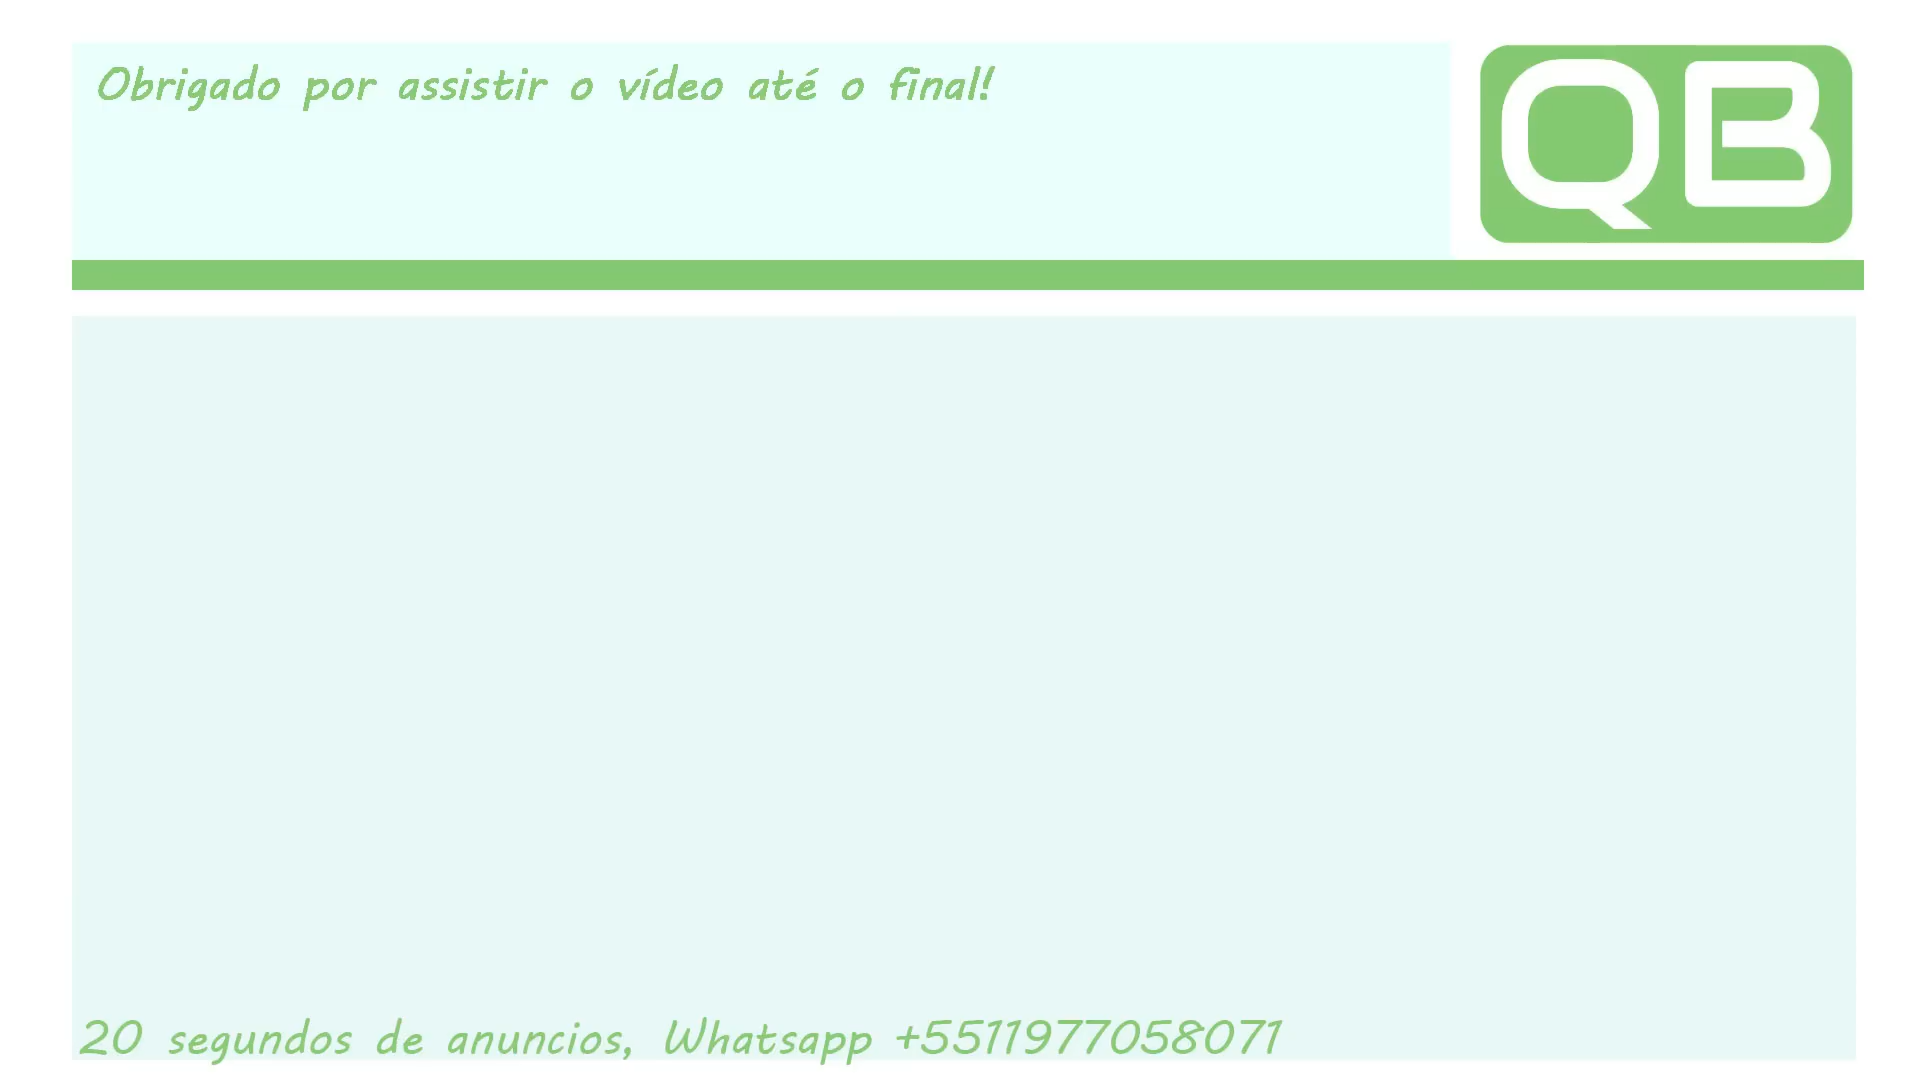 Obrigado por assistir o vídeo até o final!
QB
20 segundos de anuncios, Whatsapp +5511977058071